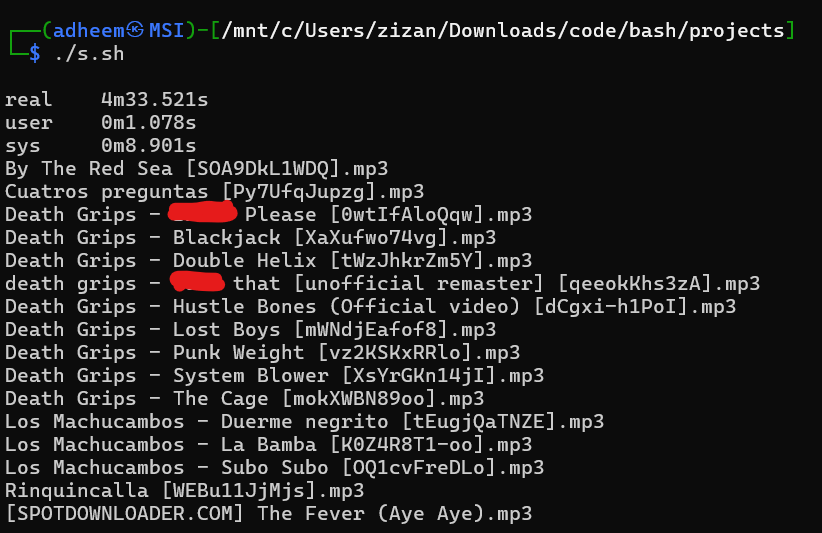 (adheem㉿MSI)-[/mnt/c/Users/zizan/Downloads/code/bash/projects]
$ ./s.sh
real 4m33.521s
user 0m1.078s
sys 0m8.901s
By The Red Sea [SOA9DkL1WDQ].mp3
Cuatros preguntas [Py7UfqJupzg].mp3
Death Grips - Please [0wtIfAloQqw].mp3
Death Grips - Blackjack [XaXufwo74vg].mp3
Death Grips - Double Helix [tWzJhkrZm5Y].mp3
death grips - that [unofficial remaster] [qeeokKhs3zA].mp3
Death Grips - Hustle Bones (Official video) [dCgxi-h1PoI].mp3
Death Grips - Lost Boys [mWNdjEafof8].mp3
Death Grips - Punk Weight [vz2KSKxRRlo].mp3
Death Grips - System Blower [XsYrGKn14jI].mp3
Death Grips - The Cage [mokXWBN89oo].mp3
Los Machucambos - Duerme negrito [tEugjQaTNZE].mp3
Los Machucambos - La Bamba [K0Z4R8T1-oo].mp3
Los Machucambos - Subo Subo [OQ1cvFreDLo].mp3
Rinquincalla [WEBu11JjMjs].mp3
[SPOTDOWNLOADER.COM] The Fever (Aye Aye).mp3